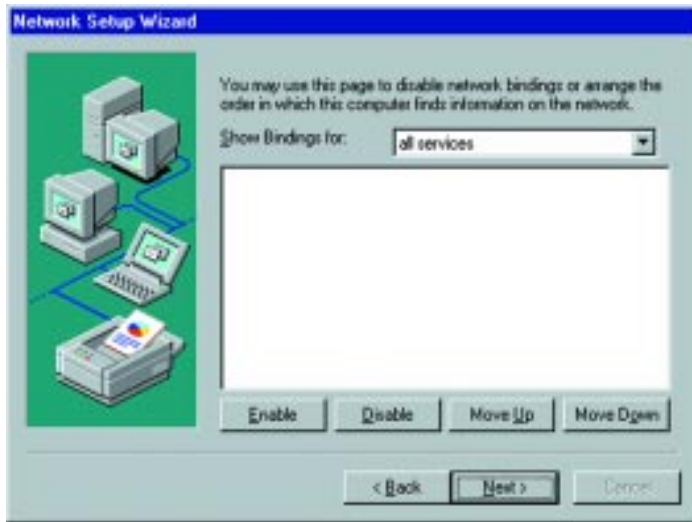 Network Setup Wizard
You may use this page to disable network bindings or arrange the
order in which this computer finds information on the network.
Show Bindings for:
all services
Enable
Disable
Move Up
Move Down
< Back
Next >
Cancel